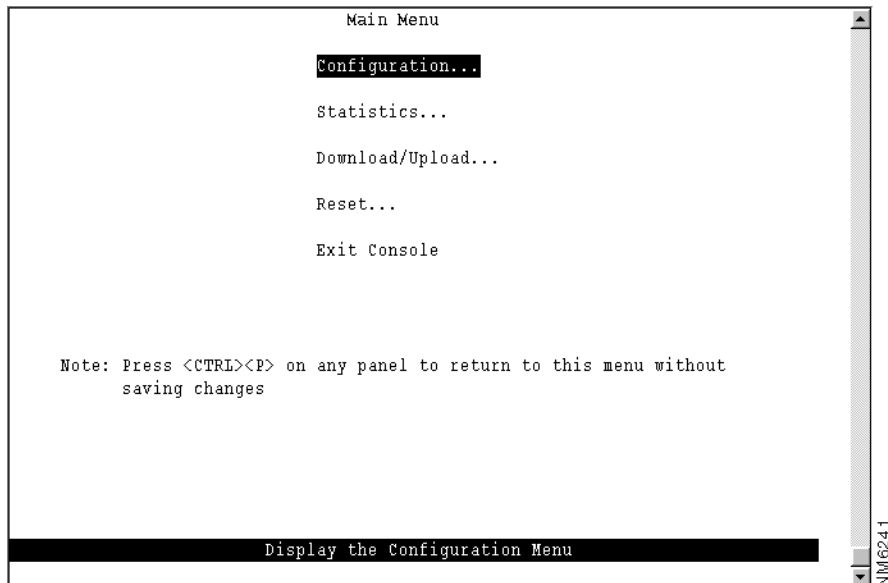 Main Menu
Configuration...
Statistics...
Download/Upload...
Reset...
Exit Console
Note: Press <CTRL><P> on any panel to return to this menu without
saving changes
Display the Configuration Menu
NM6241